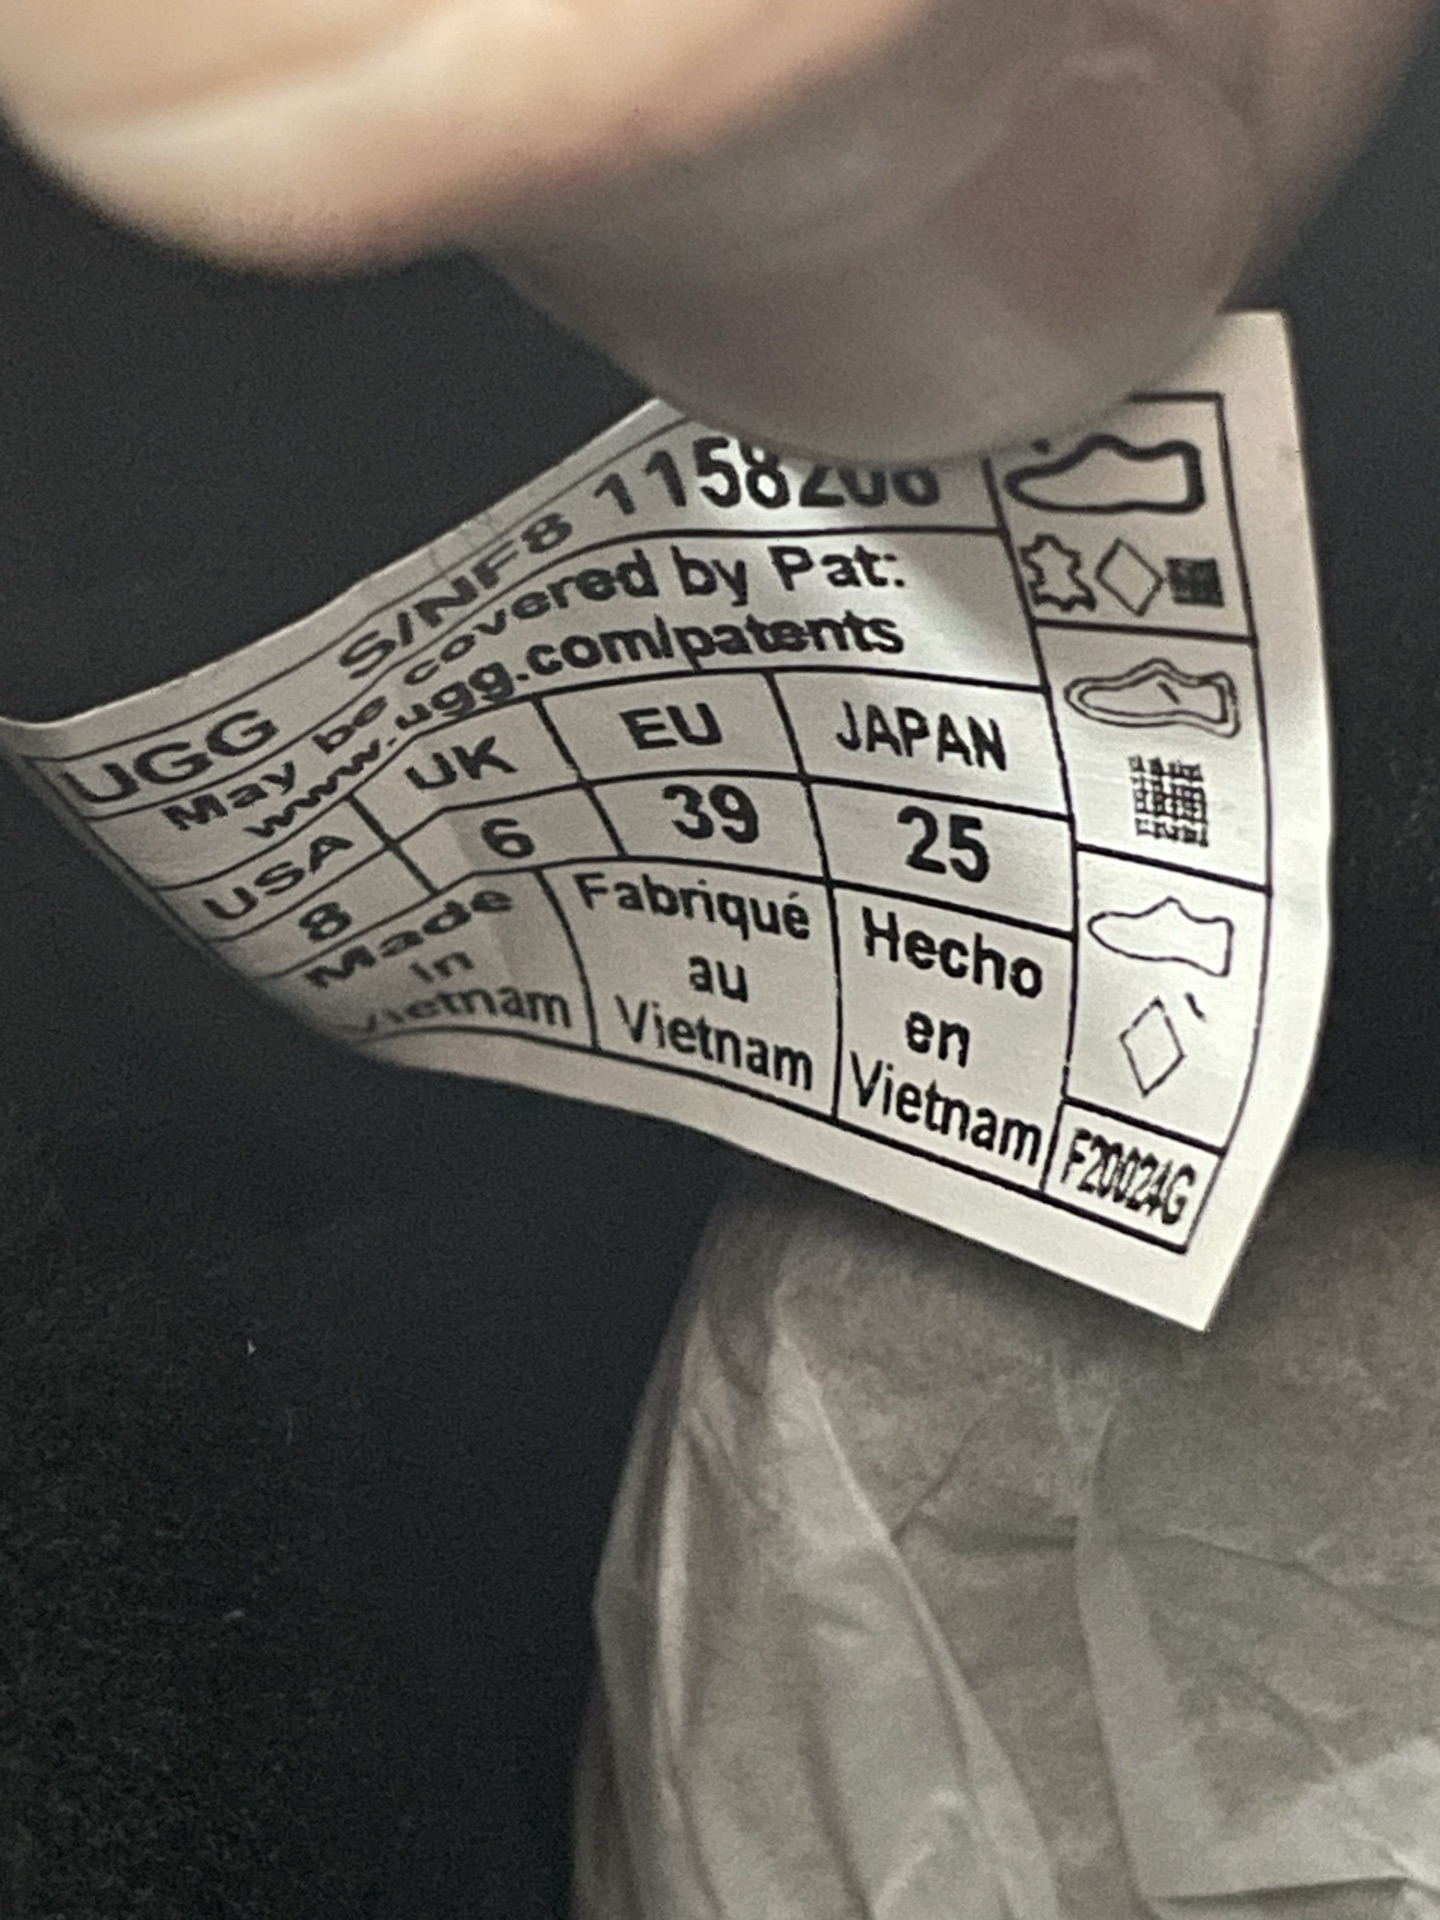 UGG S/NF8 1158206
May be covered by Pat:
www.ugg.com/patents
USA UK EU JAPAN
8 6 39 25
Made
in
Vietnam
Fabriqué
au
Vietnam
Hecho
en
Vietnam
F20024G